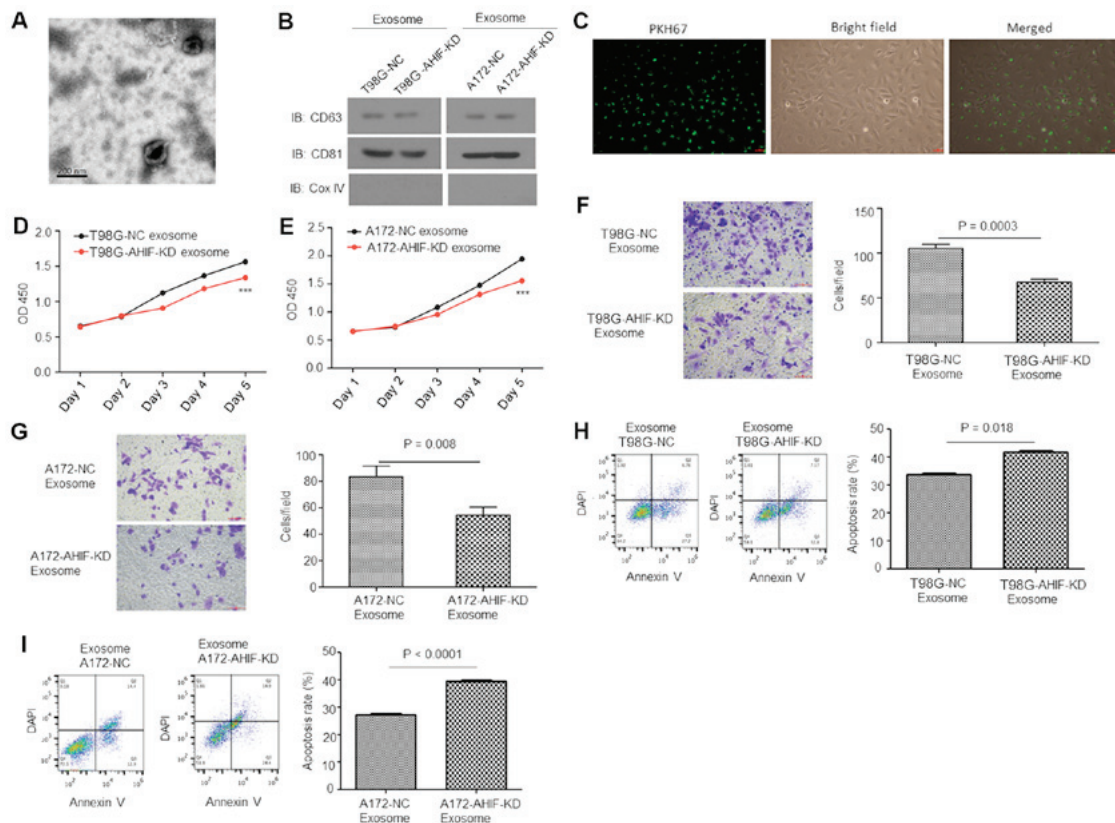 A
200 nm
B
Exosome
Exosome
T98G-NC
T98G-AHIF-KD
A172-NC
A172-AHIF-KD
IB: CD63
IB: CD81
IB: Cox IV
C
PKH67
Bright field
Merged
D
T98G-NC exosome
T98G-AHIF-KD exosome
2.0
1.5
1.0
0.5
0.0
OD 450
***
Day 1
Day 2
Day 3
Day 4
Day 5
E
A172-NC exosome
A172-AHIF-KD exosome
2.5
2.0
1.5
1.0
0.5
0.0
OD 450
***
Day 1
Day 2
Day 3
Day 4
Day 5
F
T98G-NC
Exosome
T98G-AHIF-KD
Exosome
P = 0.0003
150
100
50
0
Cells/field
T98G-NC
Exosome
T98G-AHIF-KD
Exosome
G
A172-NC
Exosome
A172-AHIF-KD
Exosome
P = 0.008
100
80
60
40
20
0
Cells/field
A172-NC
Exosome
A172-AHIF-KD
Exosome
H
Exosome
T98G-NC
Exosome
T98G-AHIF-KD
DAPI
DAPI
Annexin V
Annexin V
P = 0.018
50
40
30
20
10
0
Apoptosis rate (%)
T98G-NC
Exosome
T98G-AHIF-KD
Exosome
I
Exosome
A172-NC
Exosome
A172-AHIF-KD
DAPI
DAPI
Annexin V
Annexin V
P < 0.0001
50
40
30
20
10
0
Apoptosis rate (%)
A172-NC
Exosome
A172-AHIF-KD
Exosome